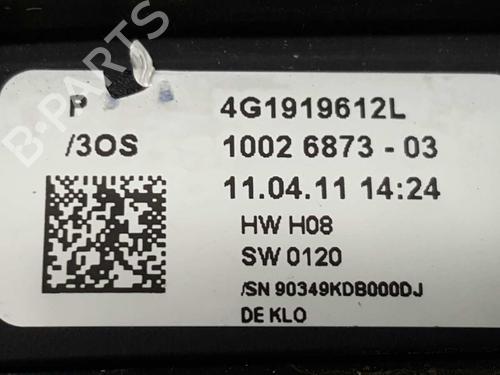 B-PARTS
P 4G1919612L
/3OS 1002 6873 - 03
11.04.11 14:24
HW H08
SW 0120
/SN 90349KDB000DJ
DE KLO